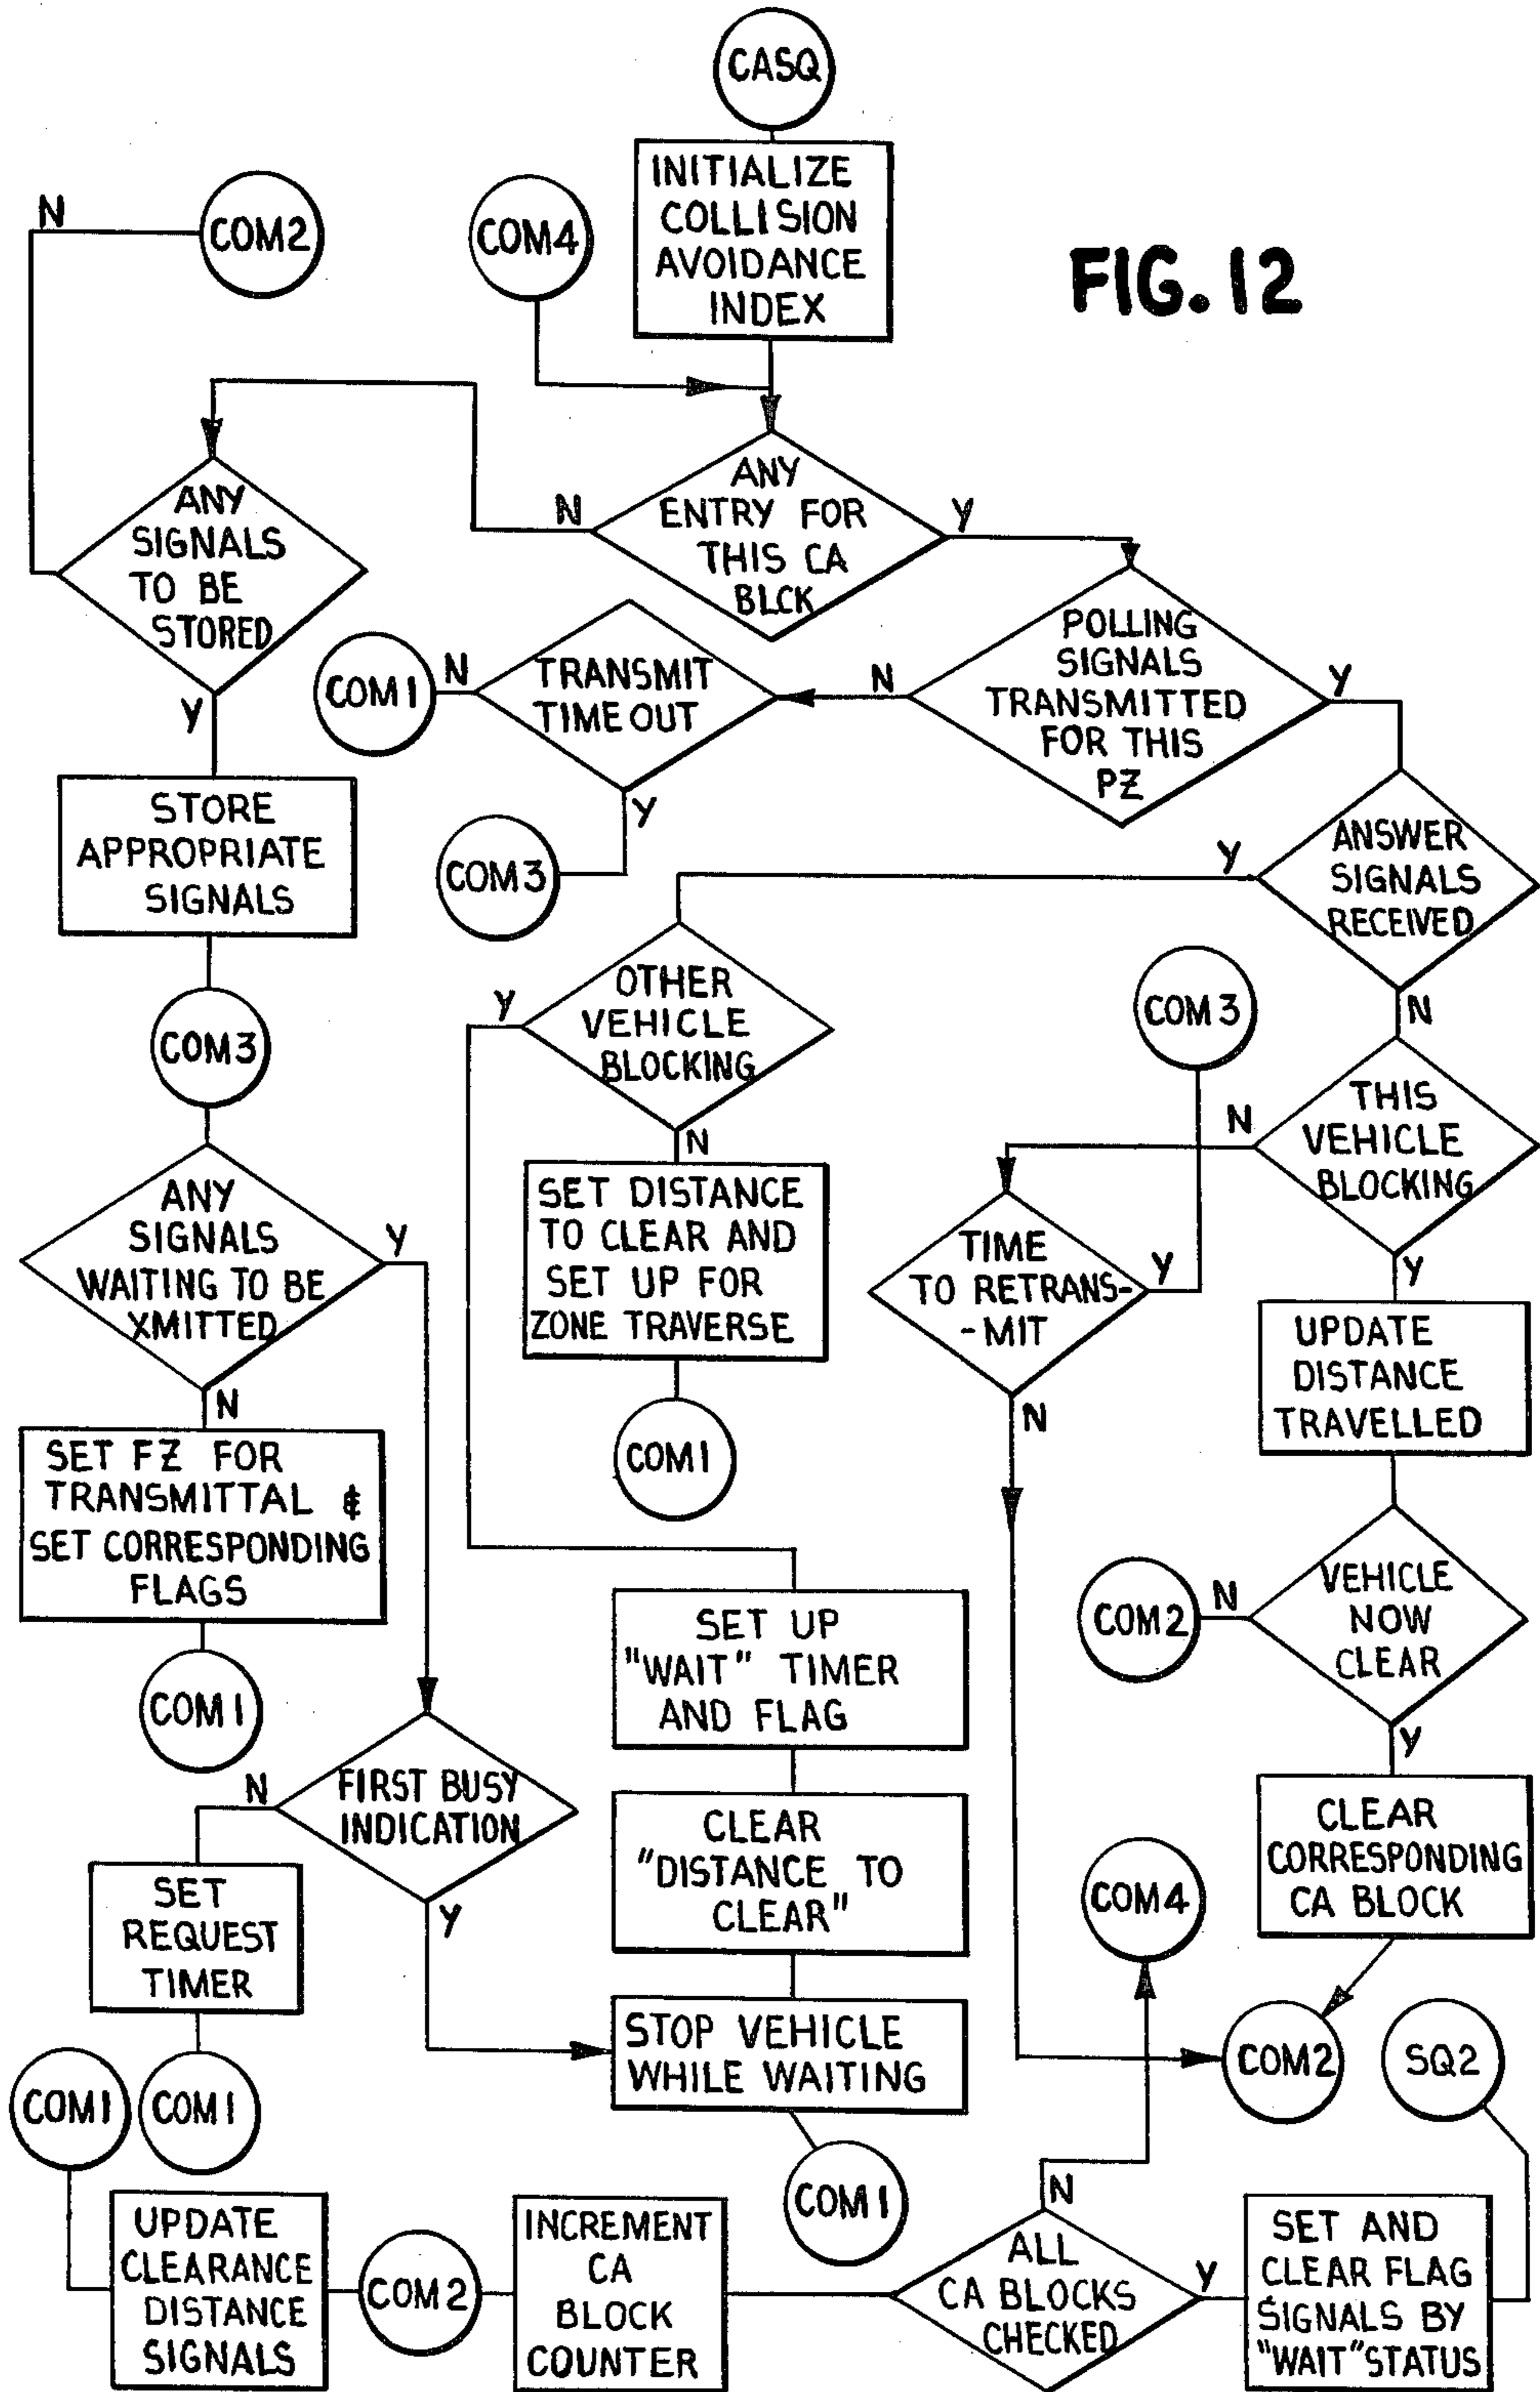 CASQ
INITIALIZE
COLLISION
AVOIDANCE
INDEX
N
COM2
COM4
FIG. 12
ANY
ENTRY FOR
THIS CA
BLCK
N
Y
ANY
SIGNALS
TO BE
STORED
Y
POLLING
SIGNALS
TRANSMITTED
FOR THIS
PZ
N
Y
TRANSMIT
TIME OUT
N
COM1
Y
COM3
STORE
APPROPRIATE
SIGNALS
ANSWER
SIGNALS
RECEIVED
Y
N
COM3
OTHER
VEHICLE
BLOCKING
Y
N
COM3
THIS
VEHICLE
BLOCKING
N
Y
ANY
SIGNALS
WAITING TO BE
XMITTED
Y
N
SET DISTANCE
TO CLEAR AND
SET UP FOR
ZONE TRAVERSE
COM1
TIME
TO RETRANS-
-MIT
Y
N
UPDATE
DISTANCE
TRAVELLED
SET FZ FOR
TRANSMITTAL &
SET CORRESPONDING
FLAGS
COM1
VEHICLE
NOW
CLEAR
N
COM2
Y
SET UP
"WAIT" TIMER
AND FLAG
FIRST BUSY
INDICATION
N
Y
CLEAR
"DISTANCE TO
CLEAR"
CLEAR
CORRESPONDING
CA BLOCK
SET
REQUEST
TIMER
COM4
STOP VEHICLE
WHILE WAITING
COM2
SQ2
COM1
COM1
COM1
UPDATE
CLEARANCE
DISTANCE
SIGNALS
COM2
INCREMENT
CA
BLOCK
COUNTER
N
ALL
CA BLOCKS
CHECKED
Y
SET AND
CLEAR FLAG
SIGNALS BY
"WAIT" STATUS